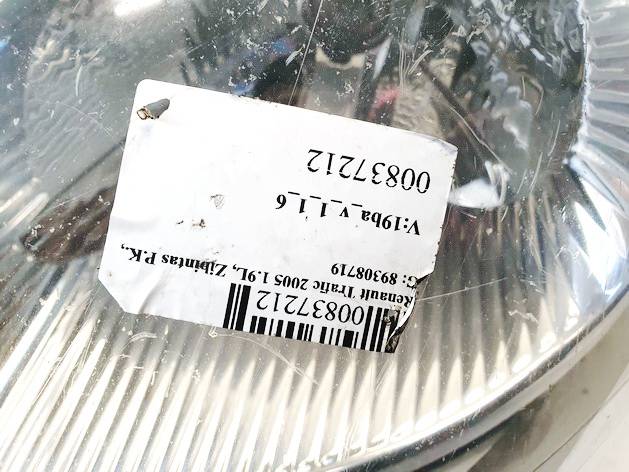 00837212
Renault Trafic 2005 1.9L, Zibintas P.K.,
G: 89308719
V:19ba_v_1_1_6
00837212